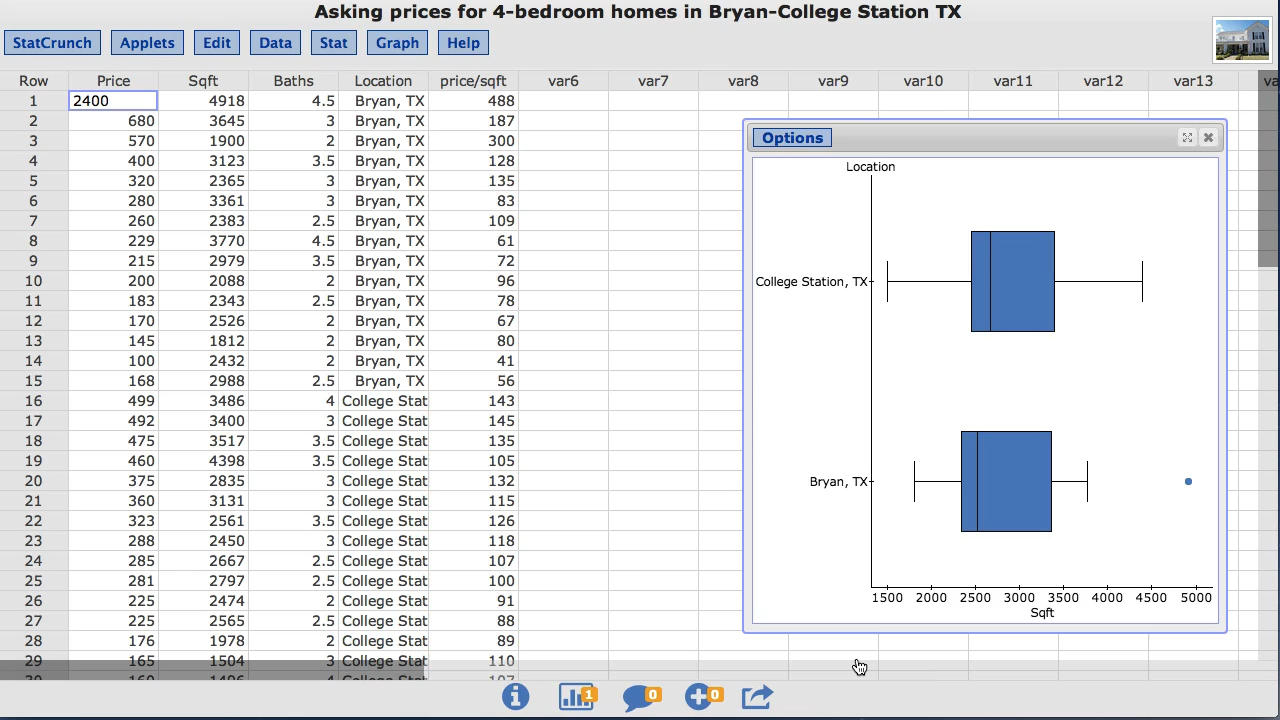 Asking prices for 4-bedroom homes in Bryan-College Station TX
StatCrunch Applets Edit Data Stat Graph Help
Row Price Sqft Baths Location price/sqft var6 var7 var8 var9 var10 var11 var12 var13 va
1 2400 4918 4.5 Bryan, TX 488
2 680 3645 3 Bryan, TX 187
3 570 1900 2 Bryan, TX 300
4 400 3123 3.5 Bryan, TX 128
5 320 2365 3 Bryan, TX 135
6 280 3361 3 Bryan, TX 83
7 260 2383 2.5 Bryan, TX 109
8 229 3770 4.5 Bryan, TX 61
9 215 2979 3.5 Bryan, TX 72
10 200 2088 2 Bryan, TX 96
11 183 2343 2.5 Bryan, TX 78
12 170 2526 2 Bryan, TX 67
13 145 1812 2 Bryan, TX 80
14 100 2432 2 Bryan, TX 41
15 168 2988 2.5 Bryan, TX 56
16 499 3486 4 College Stat 143
17 492 3400 3 College Stat 145
18 475 3517 3.5 College Stat 135
19 460 4398 3.5 College Stat 105
20 375 2835 3 College Stat 132
21 360 3131 3 College Stat 115
22 323 2561 3.5 College Stat 126
23 288 2450 3 College Stat 118
24 285 2667 2.5 College Stat 107
25 281 2797 2.5 College Stat 100
26 225 2474 2 College Stat 91
27 225 2565 2.5 College Stat 88
28 176 1978 2 College Stat 89
29 165 1504 3 College Stat 110
Options
Location
College Station, TX
Bryan, TX
1500 2000 2500 3000 3500 4000 4500 5000
Sqft
1 0 0